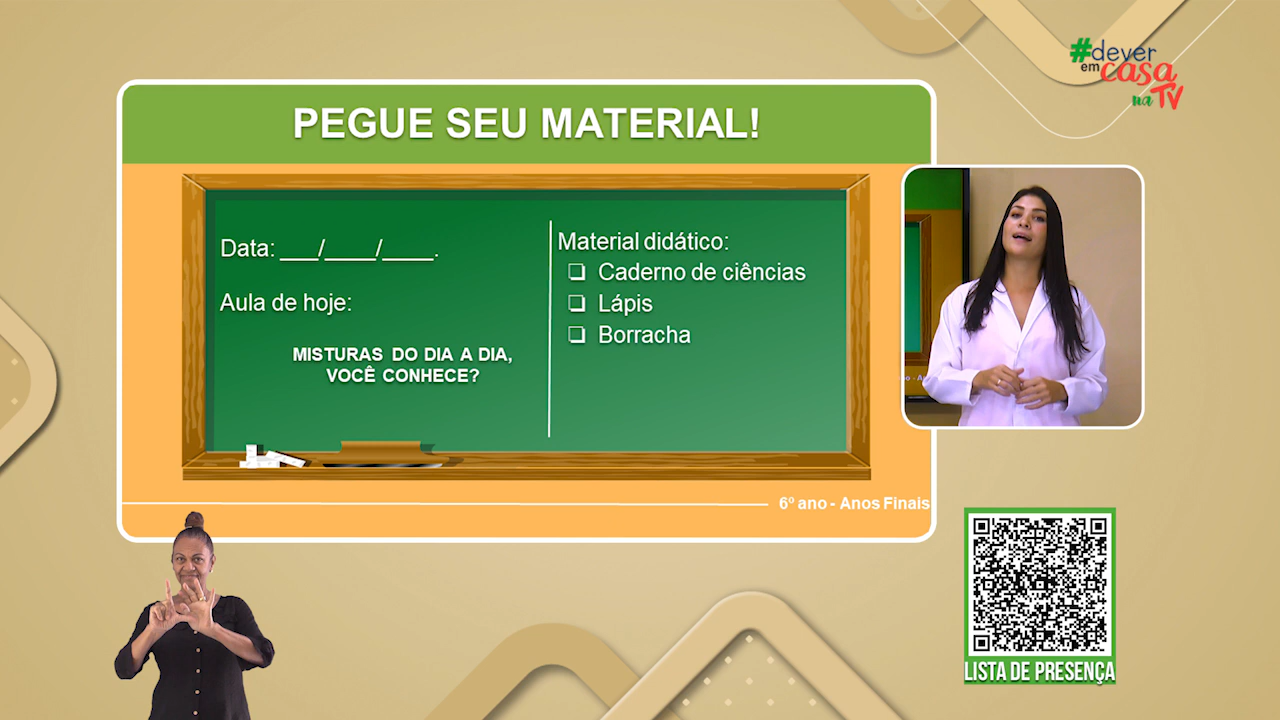 #dever
em casa
na TV
PEGUE SEU MATERIAL!
Data: ___/____/____.
Aula de hoje:
MISTURAS DO DIA A DIA,
VOCÊ CONHECE?
Material didático:
❏ Caderno de ciências
❏ Lápis
❏ Borracha
6º ano - Anos Finais
LISTA DE PRESENÇA